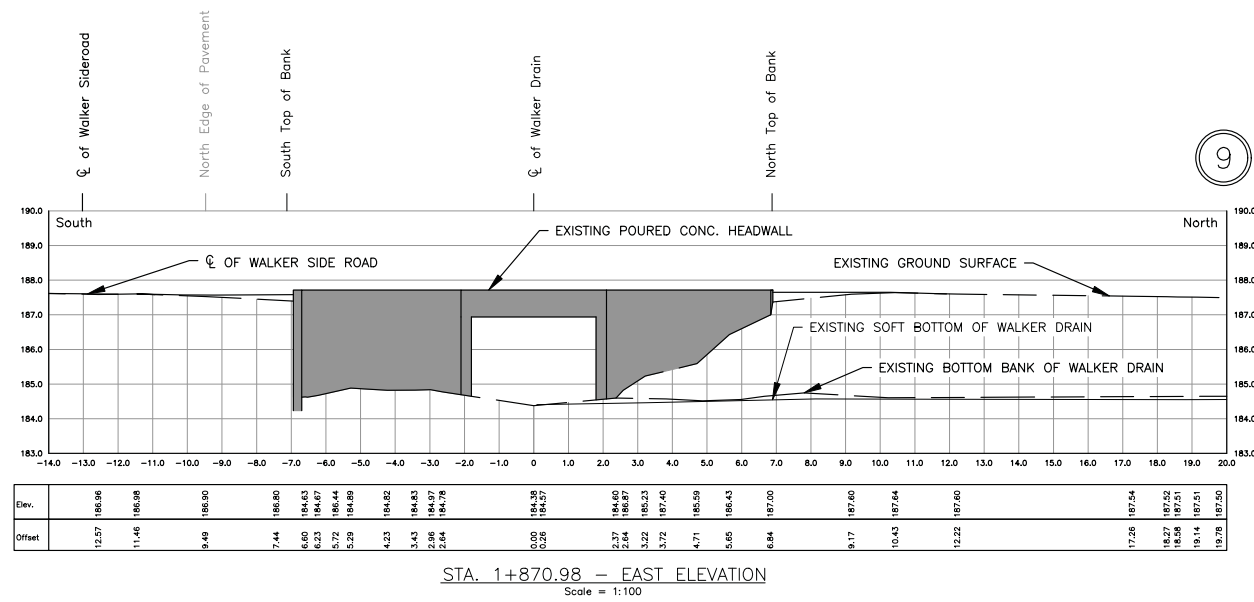 ℄ of Walker Sideroad
North Edge of Pavement
South Top of Bank
℄ of Walker Drain
North Top of Bank
9
190.0 190.0
South North
EXISTING POURED CONC. HEADWALL
189.0 189.0
℄ OF WALKER SIDE ROAD
EXISTING GROUND SURFACE
188.0 188.0
187.0 187.0
EXISTING SOFT BOTTOM OF WALKER DRAIN
186.0 186.0
EXISTING BOTTOM BANK OF WALKER DRAIN
185.0 185.0
184.0 184.0
183.0 183.0
-14.0 -13.0 -12.0 -11.0 -10.0 -9.0 -8.0 -7.0 -6.0 -5.0 -4.0 -3.0 -2.0 -1.0 0 1.0 2.0 3.0 4.0 5.0 6.0 7.0 8.0 9.0 10.0 11.0 12.0 13.0 14.0 15.0 16.0 17.0 18.0 19.0 20.0
Elev. 186.96 186.98 186.90 186.80 184.63 184.67 186.44 184.89 184.82 184.83 184.97 184.78 184.38 184.57 184.60 186.87 185.23 187.40 185.59 186.43 187.00 187.60 187.64 187.60 187.54 187.52 187.51 187.51 187.50
Offset 12.57 11.46 9.49 7.44 6.60 6.23 5.72 5.29 4.23 3.43 2.96 2.64 0.00 0.26 2.37 2.64 3.22 3.72 4.71 5.65 6.84 9.17 10.43 12.22 17.26 18.27 18.58 19.14 19.78
STA. 1+870.98 - EAST ELEVATION
Scale = 1:100